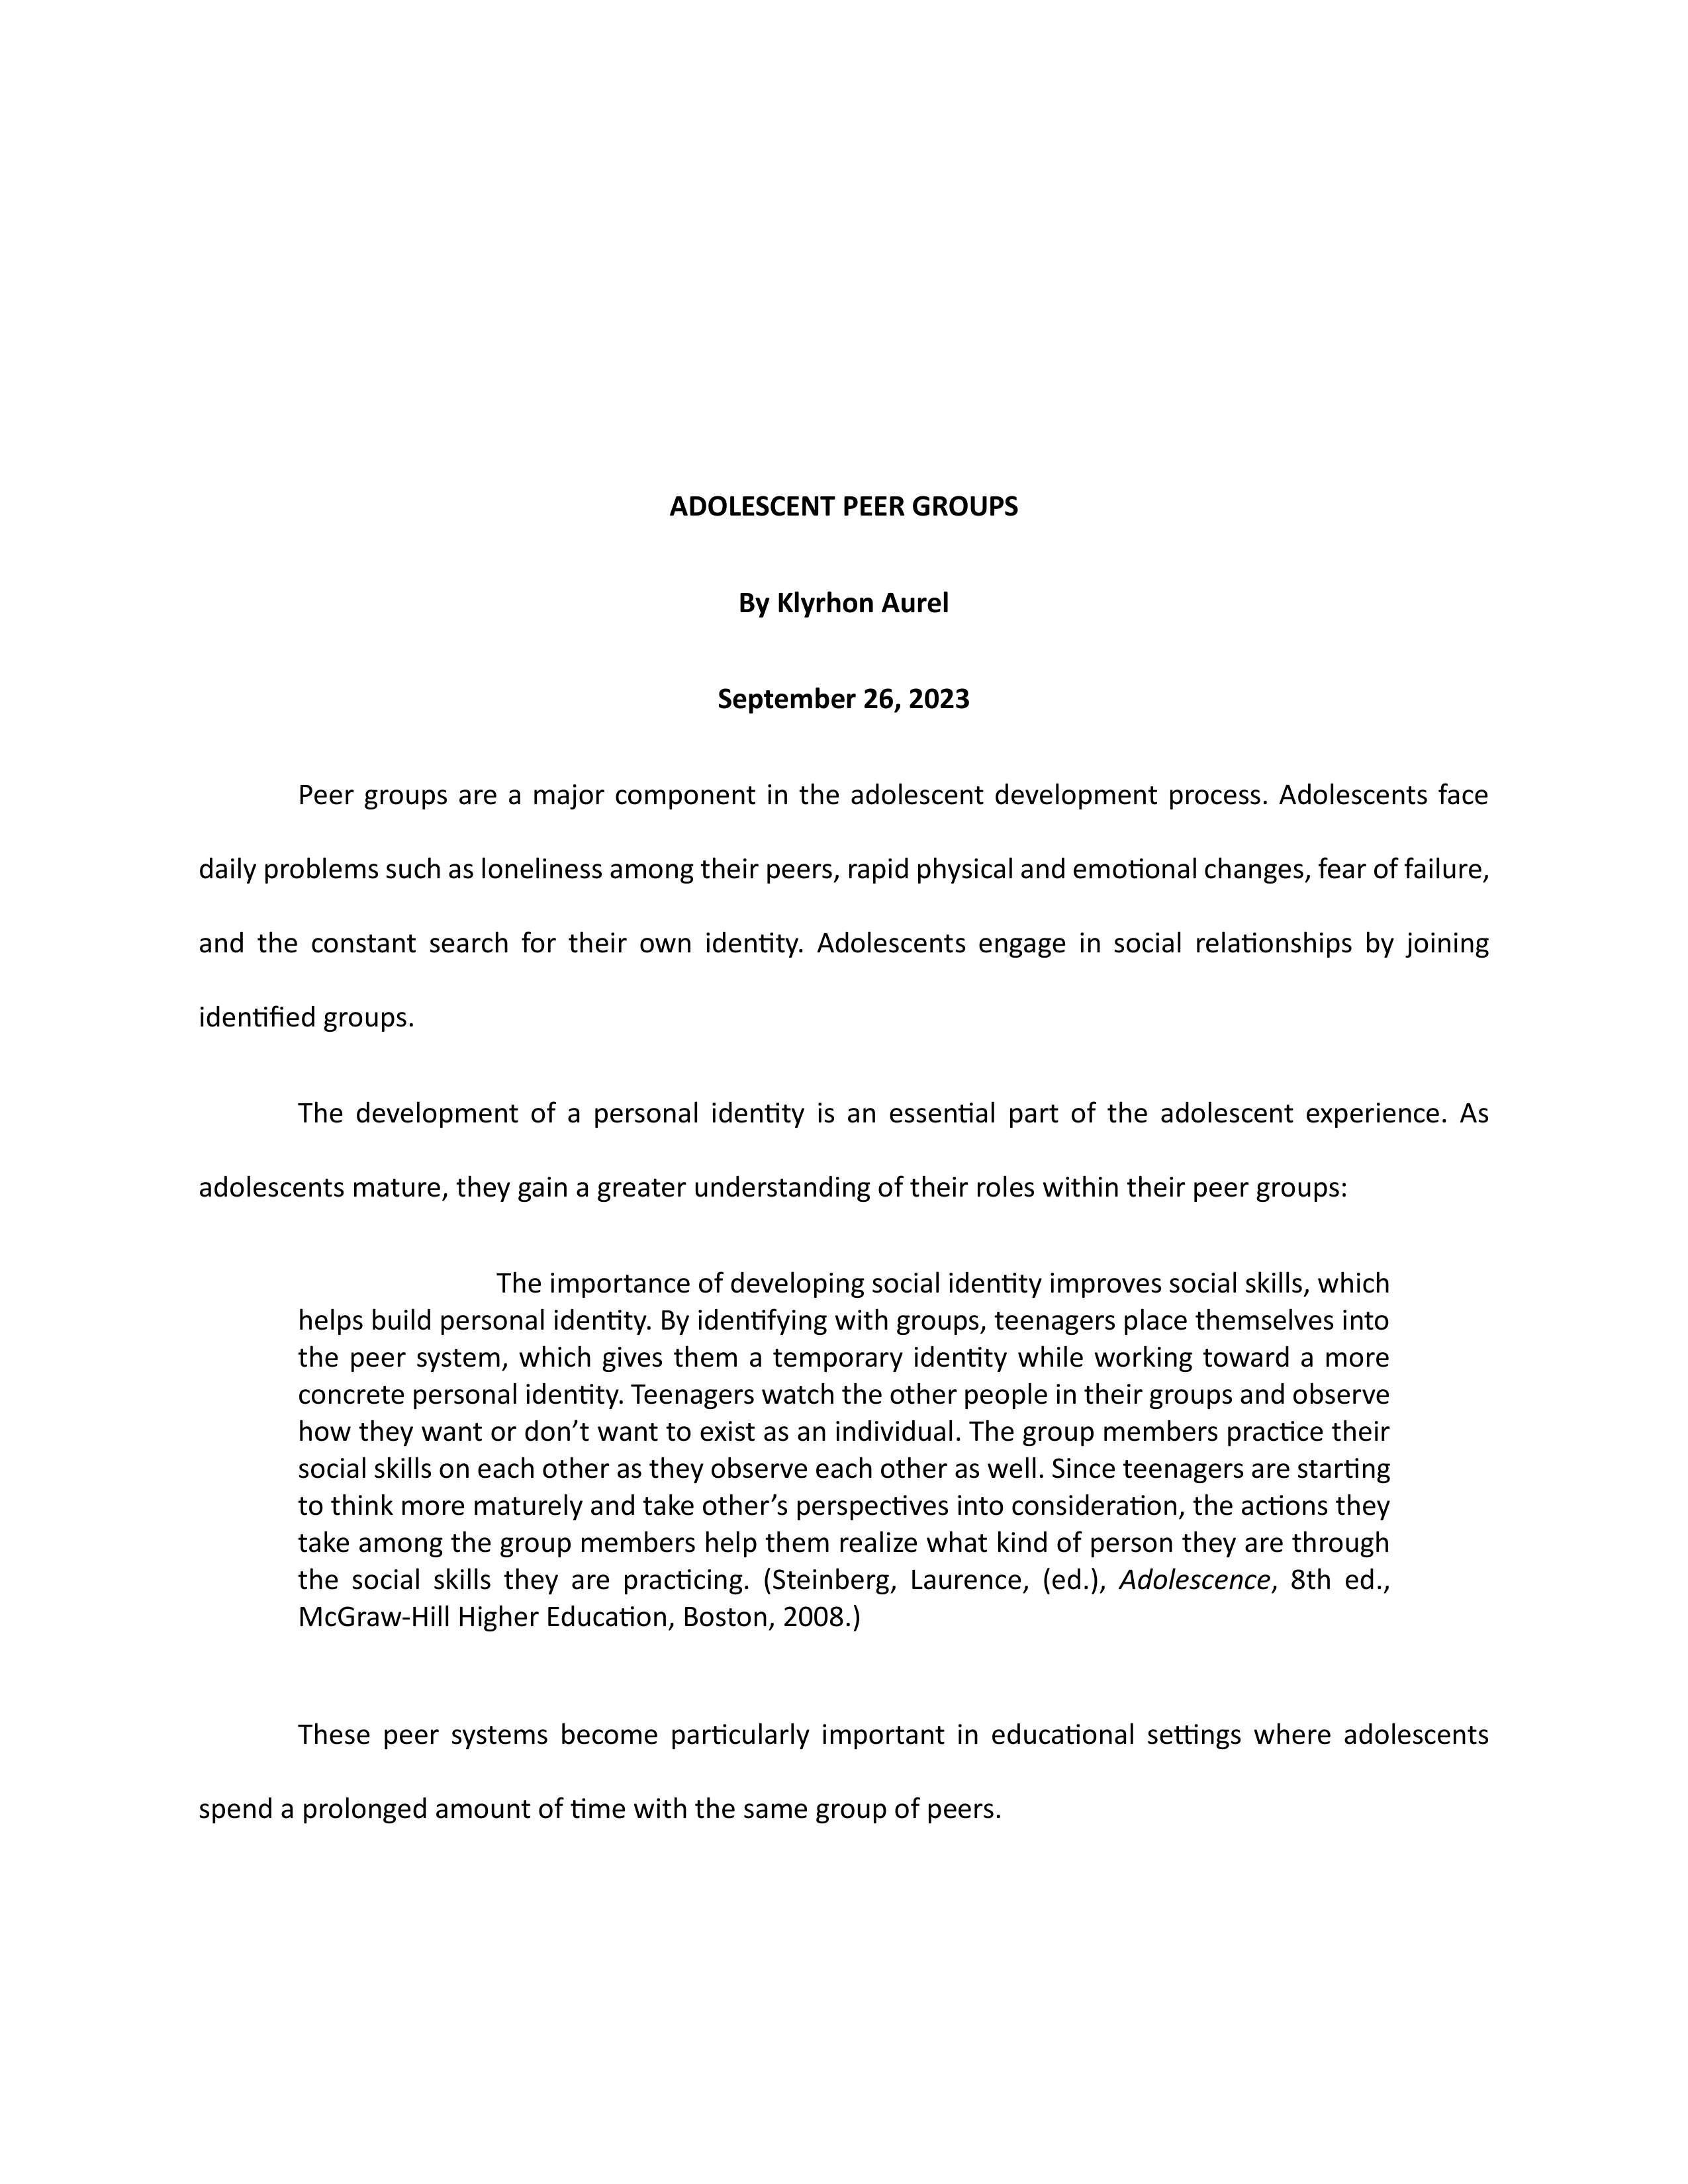 ADOLESCENT PEER GROUPS
By Klyrhon Aurel
September 26, 2023
Peer groups are a major component in the adolescent development process. Adolescents face
daily problems such as loneliness among their peers, rapid physical and emotional changes, fear of failure,
and the constant search for their own identity. Adolescents engage in social relationships by joining
identified groups.
The development of a personal identity is an essential part of the adolescent experience. As
adolescents mature, they gain a greater understanding of their roles within their peer groups:
The importance of developing social identity improves social skills, which
helps build personal identity. By identifying with groups, teenagers place themselves into
the peer system, which gives them a temporary identity while working toward a more
concrete personal identity. Teenagers watch the other people in their groups and observe
how they want or don’t want to exist as an individual. The group members practice their
social skills on each other as they observe each other as well. Since teenagers are starting
to think more maturely and take other’s perspectives into consideration, the actions they
take among the group members help them realize what kind of person they are through
the social skills they are practicing. (Steinberg, Laurence, (ed.), Adolescence, 8th ed.,
McGraw-Hill Higher Education, Boston, 2008.)
These peer systems become particularly important in educational settings where adolescents
spend a prolonged amount of time with the same group of peers.